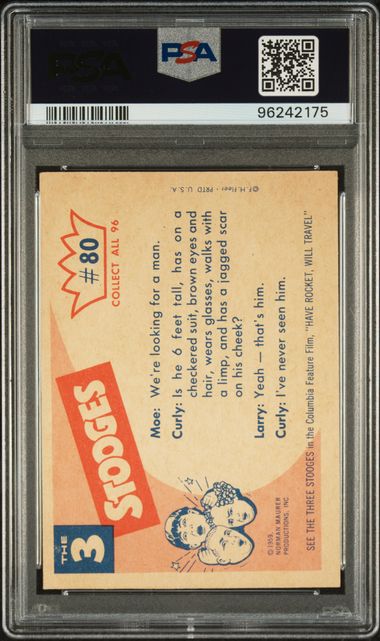 PSA
PSA
96242175
THE
3
STOOGES
#80
COLLECT ALL 96
Moe: We're looking for a man.
Curly: Is he 6 feet tall, has on a
checkered suit, brown eyes and
hair, wears glasses, walks with
a limp, and has a jagged scar
on his cheek?
Larry: Yeah — that's him.
Curly: I've never seen him.
© F. H. Fleer - PRTD U.S.A.
© 1959,
NORMAN MAURER
PRODUCTIONS, INC
SEE THE THREE STOOGES in the Columbia Feature Film, "HAVE ROCKET, WILL TRAVEL"